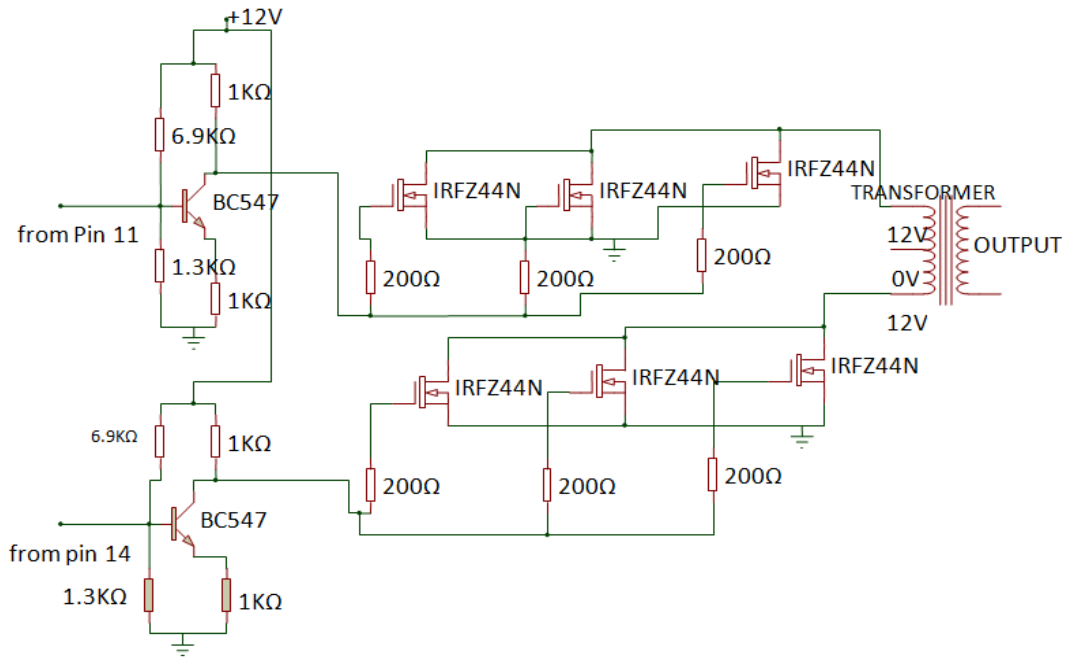 +12V
1KΩ
6.9KΩ
BC547
from Pin 11
1.3KΩ
1KΩ
IRFZ44N
IRFZ44N
IRFZ44N
200Ω
200Ω
200Ω
TRANSFORMER
12V
OUTPUT
0V
12V
IRFZ44N
IRFZ44N
IRFZ44N
6.9KΩ
1KΩ
200Ω
200Ω
200Ω
BC547
from pin 14
1.3KΩ
1KΩ